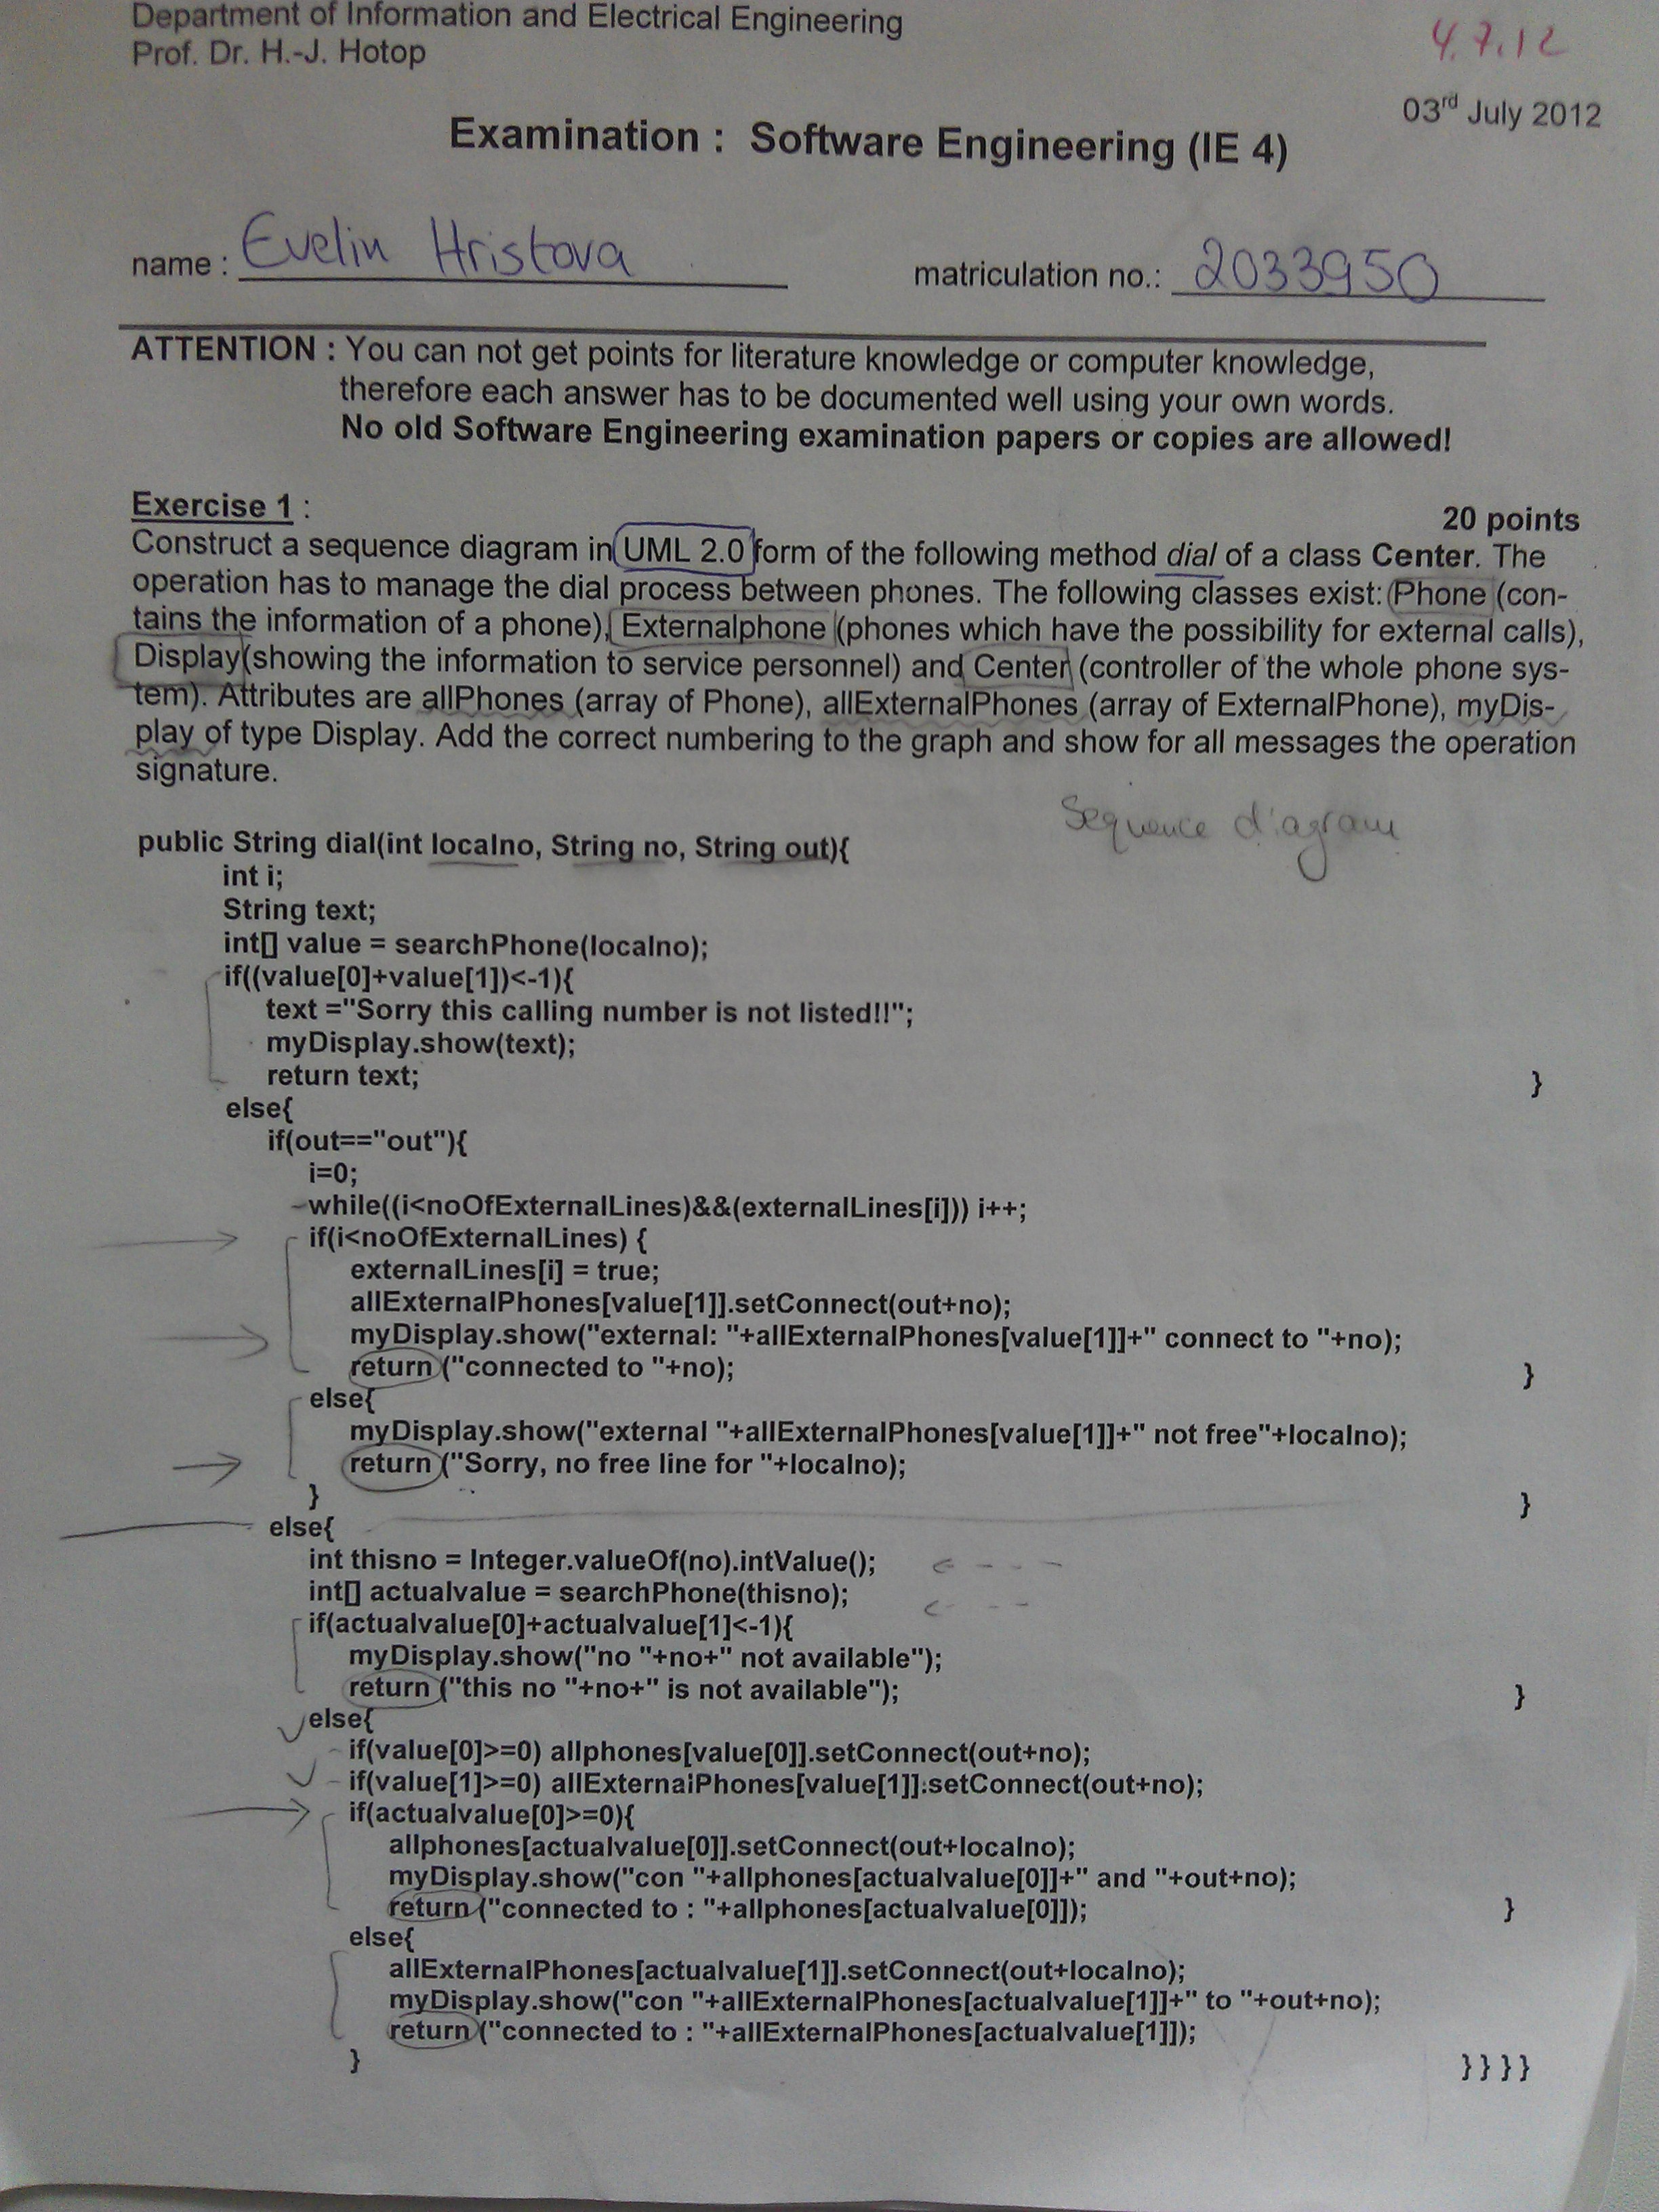 Department of Information and Electrical Engineering
Prof. Dr. H.-J. Hotop
4.7.12
03rd July 2012
Examination : Software Engineering (IE 4)
name : Evelin Hristova matriculation no.: 2033950
ATTENTION : You can not get points for literature knowledge or computer knowledge,
therefore each answer has to be documented well using your own words.
No old Software Engineering examination papers or copies are allowed!
Exercise 1 : 20 points
Construct a sequence diagram in UML 2.0 form of the following method dial of a class Center. The
operation has to manage the dial process between phones. The following classes exist: Phone (con-
tains the information of a phone), Externalphone (phones which have the possibility for external calls),
Display(showing the information to service personnel) and Center (controller of the whole phone sys-
tem). Attributes are allPhones (array of Phone), allExternalPhones (array of ExternalPhone), myDis-
play of type Display. Add the correct numbering to the graph and show for all messages the operation
signature.
Sequence diagram
public String dial(int localno, String no, String out){
int i;
String text;
int[] value = searchPhone(localno);
if((value[0]+value[1])<-1){
text ="Sorry this calling number is not listed!!";
myDisplay.show(text);
return text; }
else{
if(out=="out"){
i=0;
while((i<noOfExternalLines)&&(externalLines[i])) i++;
if(i<noOfExternalLines) {
externalLines[i] = true;
allExternalPhones[value[1]].setConnect(out+no);
myDisplay.show("external: "+allExternalPhones[value[1]]+" connect to "+no);
return ("connected to "+no); }
else{
myDisplay.show("external "+allExternalPhones[value[1]]+" not free"+localno);
return ("Sorry, no free line for "+localno);
} }
else{
int thisno = Integer.valueOf(no).intValue();
int[] actualvalue = searchPhone(thisno);
if(actualvalue[0]+actualvalue[1]<-1){
myDisplay.show("no "+no+" not available");
return ("this no "+no+" is not available"); }
else{
if(value[0]>=0) allphones[value[0]].setConnect(out+no);
if(value[1]>=0) allExternalPhones[value[1]].setConnect(out+no);
if(actualvalue[0]>=0){
allphones[actualvalue[0]].setConnect(out+localno);
myDisplay.show("con "+allphones[actualvalue[0]]+" and "+out+no);
return ("connected to : "+allphones[actualvalue[0]]); }
else{
allExternalPhones[actualvalue[1]].setConnect(out+localno);
myDisplay.show("con "+allExternalPhones[actualvalue[1]]+" to "+out+no);
return ("connected to : "+allExternalPhones[actualvalue[1]]);
} }}}}